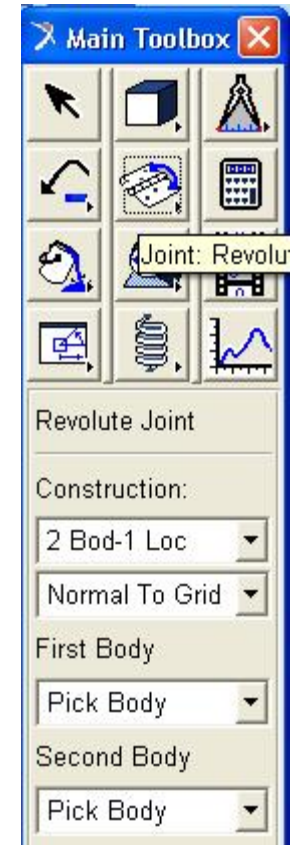 Main Toolbox
Joint: Revolu
Revolute Joint
Construction:
2 Bod-1 Loc
Normal To Grid
First Body
Pick Body
Second Body
Pick Body